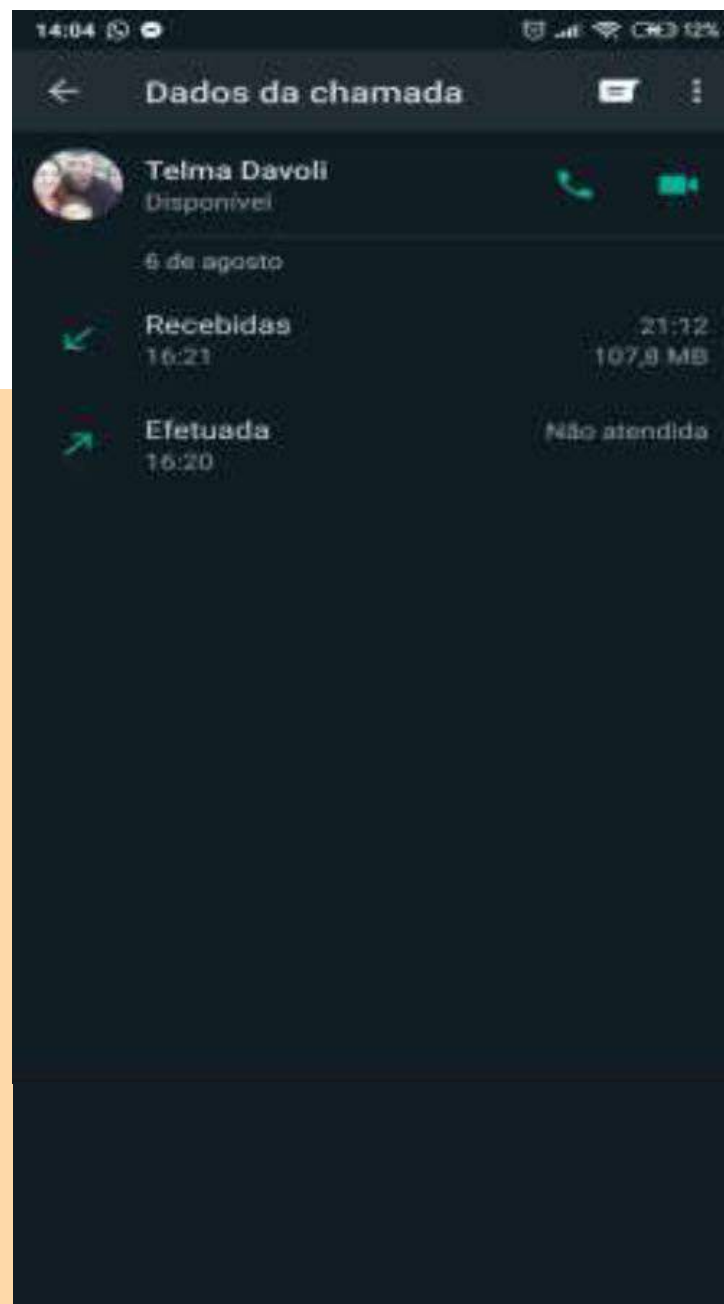 14:04 12%
Dados da chamada
Telma Davoli
Disponível
6 de agosto
Recebidas 21:12
16:21 107,8 MB
Efetuada Não atendida
16:20